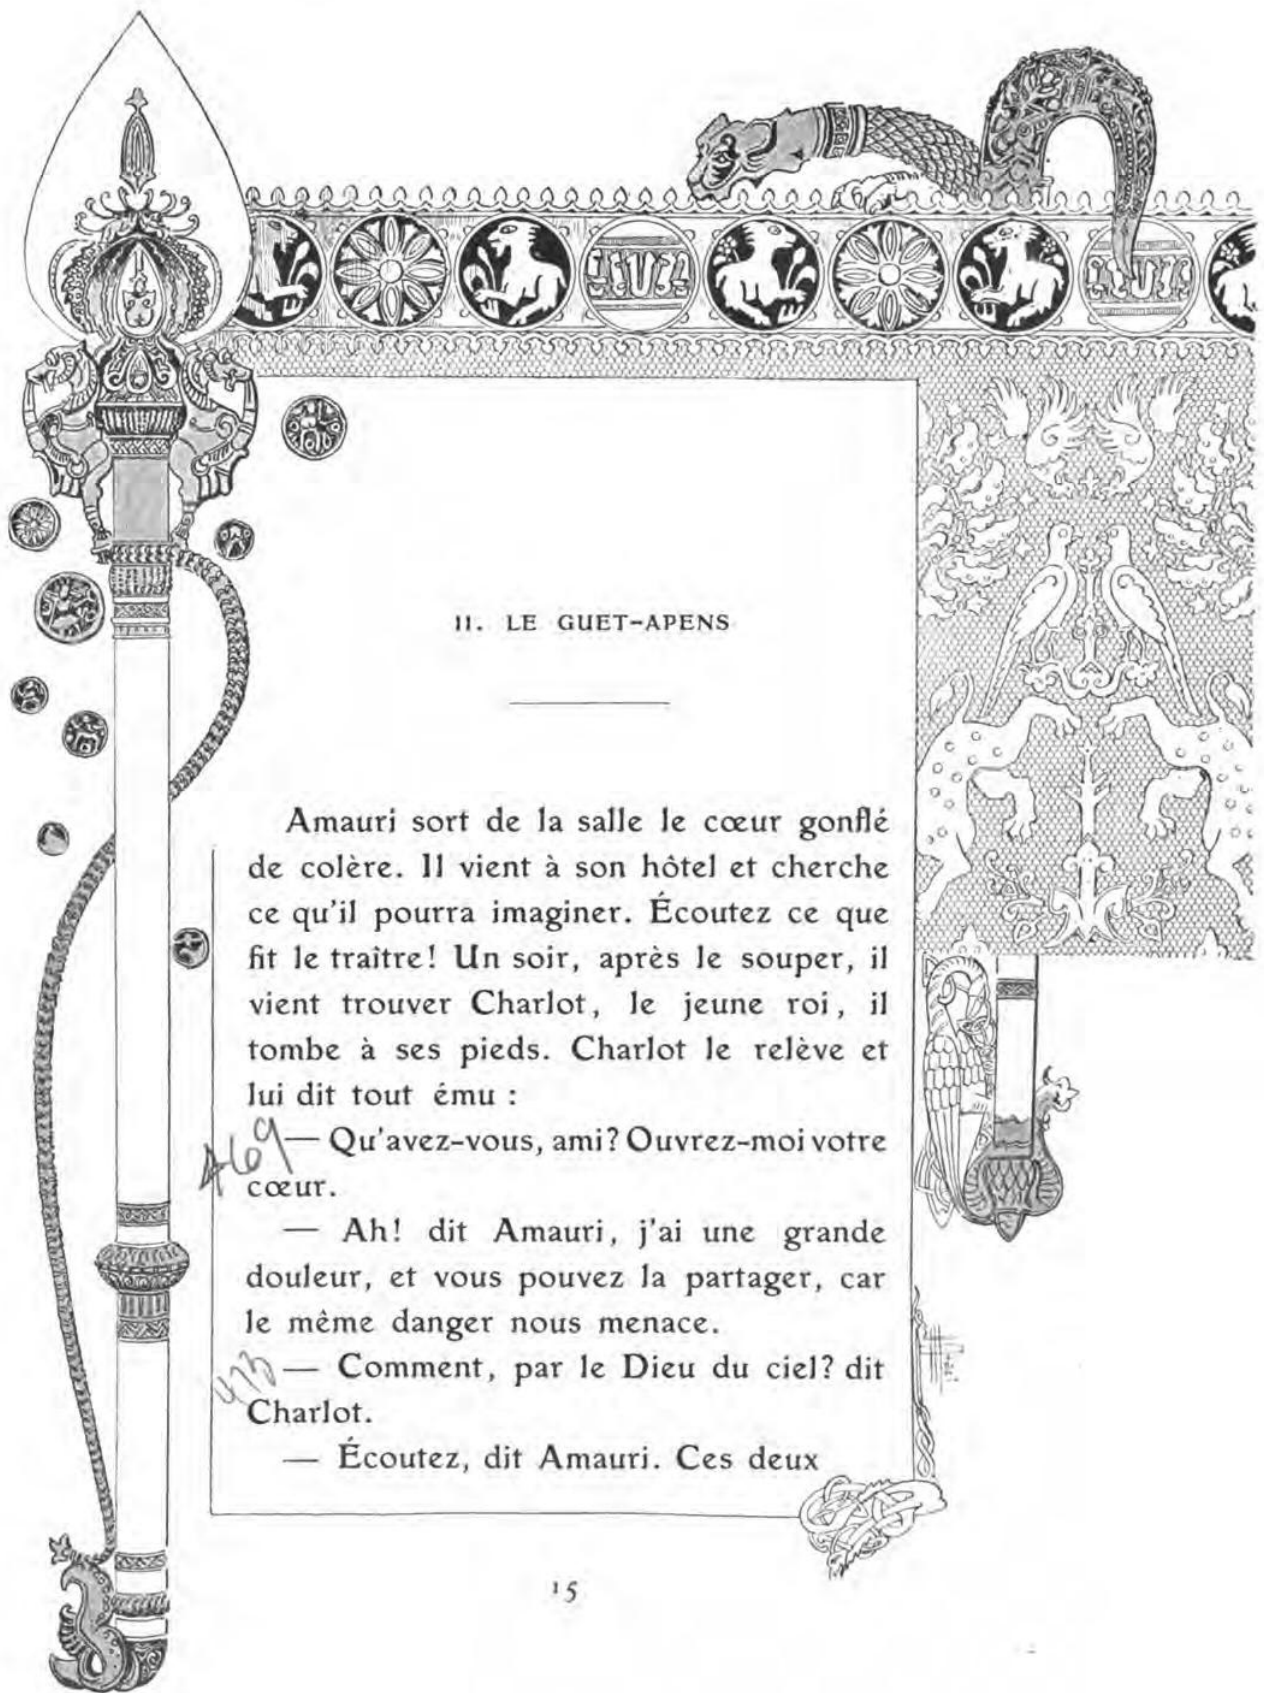 II. LE GUET-APENS
Amauri sort de la salle le cœur gonflé
de colère. Il vient à son hôtel et cherche
ce qu'il pourra imaginer. Écoutez ce que
fit le traître! Un soir, après le souper, il
vient trouver Charlot, le jeune roi, il
tombe à ses pieds. Charlot le relève et
lui dit tout ému :
469 — Qu'avez-vous, ami? Ouvrez-moi votre
cœur.
— Ah! dit Amauri, j'ai une grande
douleur, et vous pouvez la partager, car
le même danger nous menace.
473 — Comment, par le Dieu du ciel? dit
Charlot.
— Écoutez, dit Amauri. Ces deux
15